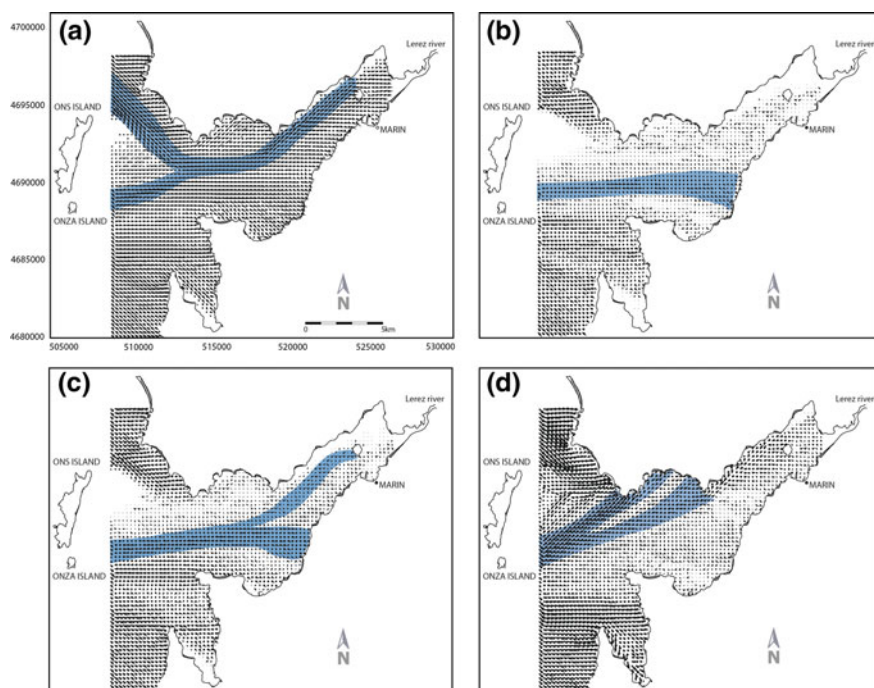 (a)
4700000
4695000
4690000
4685000
4680000
Lerez river
ONS ISLAND
MARIN
ONZA ISLAND
N
0 5km
505000 510000 515000 520000 525000 530000
(b)
Lerez river
ONS ISLAND
MARIN
ONZA ISLAND
N
(c)
Lerez river
ONS ISLAND
MARIN
ONZA ISLAND
N
(d)
Lerez river
ONS ISLAND
MARIN
ONZA ISLAND
N